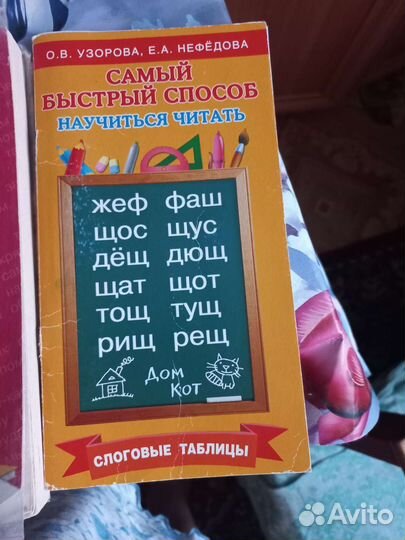 О.В. УЗОРОВА, Е.А. НЕФЁДОВА
САМЫЙ
БЫСТРЫЙ СПОСОБ
НАУЧИТЬСЯ ЧИТАТЬ
жеф фаш
щос щус
дёщ дющ
щат щот
тощ тущ
рищ рещ
Дом
Кот
СЛОГОВЫЕ ТАБЛИЦЫ
Avito